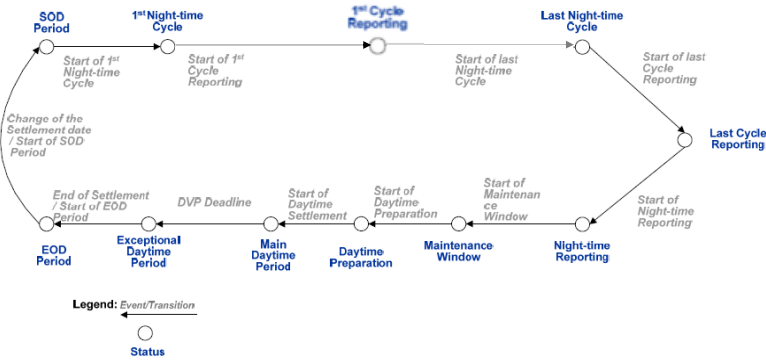 SOD
Period
1st Night-time
Cycle
1st Cycle
Reporting
Last Night-time
Cycle
Start of 1st
Night-time
Cycle
Start of 1st
Cycle
Reporting
Start of last
Night-time
Cycle
Start of last
Cycle
Reporting
Change of the
Settlement date
/ Start of SOD
Period
Last Cycle
Reporting
End of Settlement
/ Start of EOD
Period
DVP Deadline
Start of
Daytime
Settlement
Start of
Daytime
Preparation
Start of
Maintenan
ce
Window
Start of
Night-time
Reporting
EOD
Period
Exceptional
Daytime
Period
Main
Daytime
Period
Daytime
Preparation
Maintenance
Window
Night-time
Reporting
Legend: Event/Transition
Status